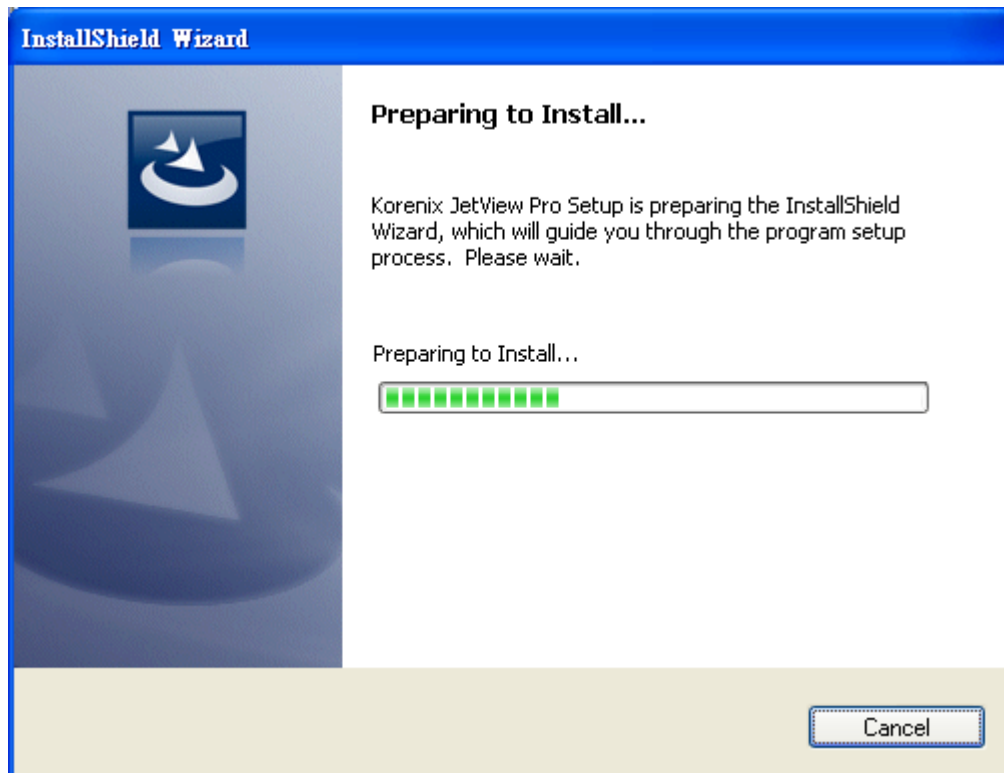 InstallShield Wizard
Preparing to Install...
Korenix JetView Pro Setup is preparing the InstallShield
Wizard, which will guide you through the program setup
process.  Please wait.
Preparing to Install...
Cancel